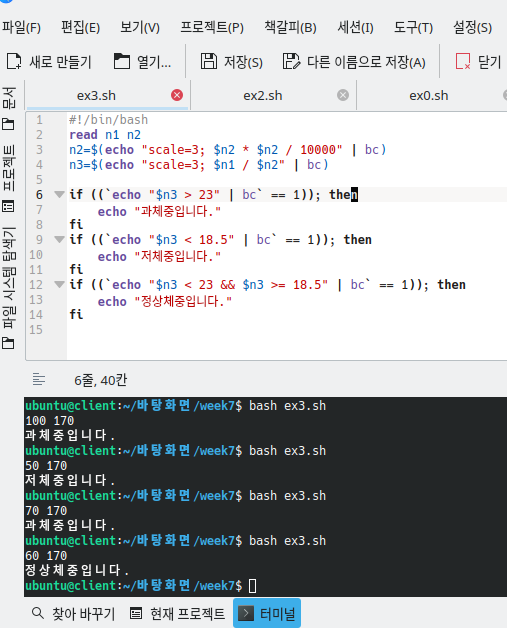 파일(F) 편집(E) 보기(V) 프로젝트(P) 책갈피(B) 세션(I) 도구(T) 설정(S)
새로 만들기 열기... 저장(S) 다른 이름으로 저장(A) 닫기
ex3.sh ex2.sh ex0.sh
문서
프로젝트
파일 시스템 탐색기
1 #!/bin/bash
2 read n1 n2
3 n2=$(echo "scale=3; $n2 * $n2 / 10000" | bc)
4 n3=$(echo "scale=3; $n1 / $n2" | bc)
5
6 if ((`echo "$n3 > 23" | bc` == 1)); then
7     echo "과체중입니다."
8 fi
9 if ((`echo "$n3 < 18.5" | bc` == 1)); then
10     echo "저체중입니다."
11 fi
12 if ((`echo "$n3 < 23 && $n3 >= 18.5" | bc` == 1)); then
13     echo "정상체중입니다."
14 fi
15
6줄, 40칸
ubuntu@client:~/바탕화면/week7$ bash ex3.sh
100 170
과체중입니다.
ubuntu@client:~/바탕화면/week7$ bash ex3.sh
50 170
저체중입니다.
ubuntu@client:~/바탕화면/week7$ bash ex3.sh
70 170
과체중입니다.
ubuntu@client:~/바탕화면/week7$ bash ex3.sh
60 170
정상체중입니다.
ubuntu@client:~/바탕화면/week7$
찾아 바꾸기 현재 프로젝트 터미널